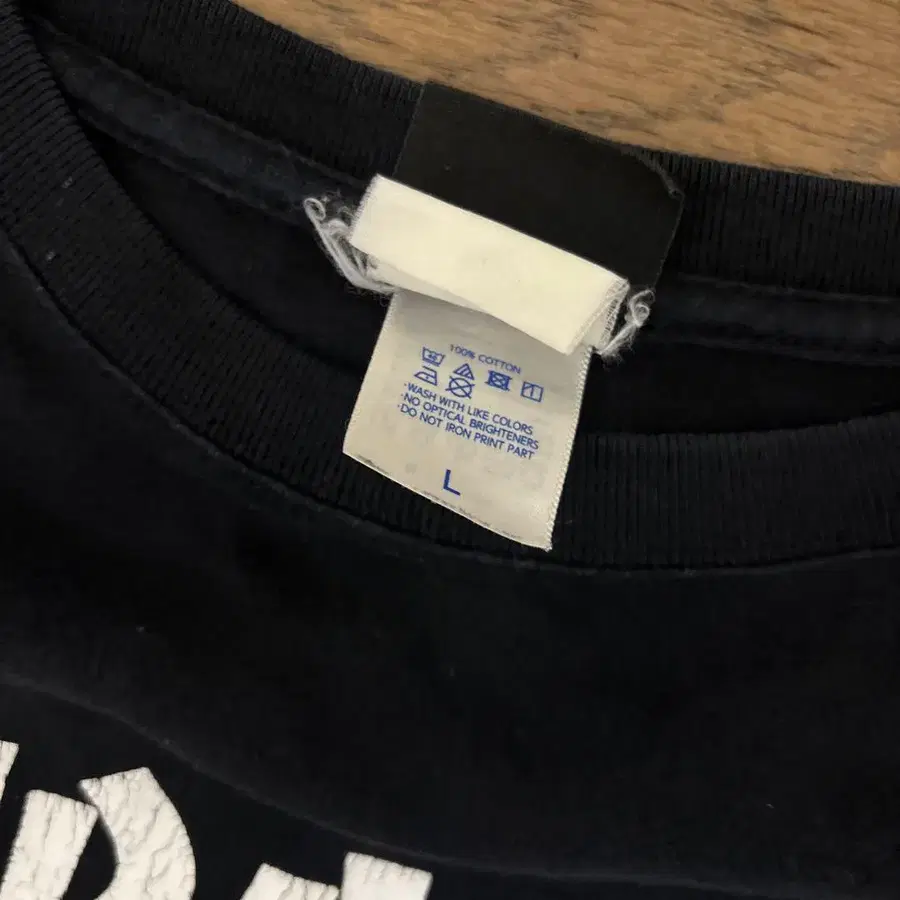 100% COTTON
·WASH WITH LIKE COLORS
·NO OPTICAL BRIGHTENERS
·DO NOT IRON PRINT PART
L